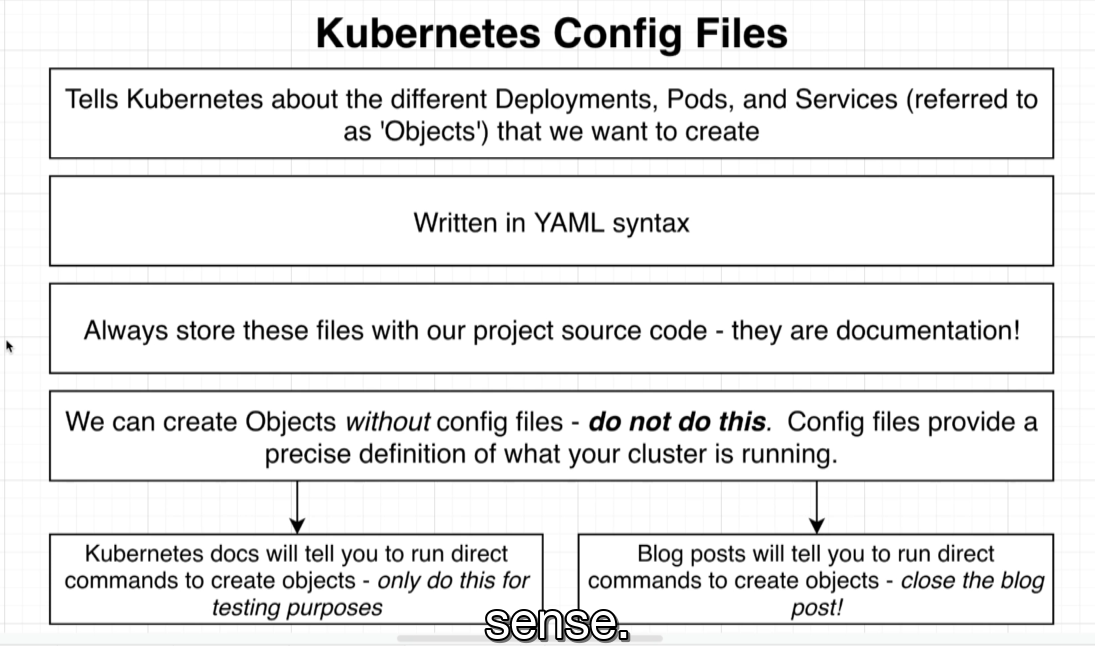 Kubernetes Config Files
Tells Kubernetes about the different Deployments, Pods, and Services (referred to
as 'Objects') that we want to create
Written in YAML syntax
Always store these files with our project source code - they are documentation!
We can create Objects without config files - do not do this.  Config files provide a
precise definition of what your cluster is running.
Kubernetes docs will tell you to run direct
commands to create objects - only do this for
testing purposes
Blog posts will tell you to run direct
commands to create objects - close the blog
post!
sense.